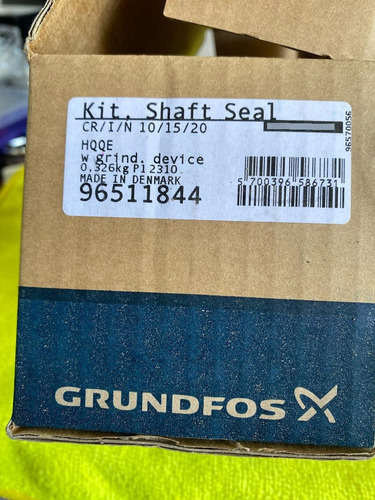 Kit, Shaft Seal
CR/I/N 10/15/20
HQQE
w grind. device
0,326kg P12310
MADE IN DENMARK
96511844
5 700396 586731
96570056
GRUNDFOS